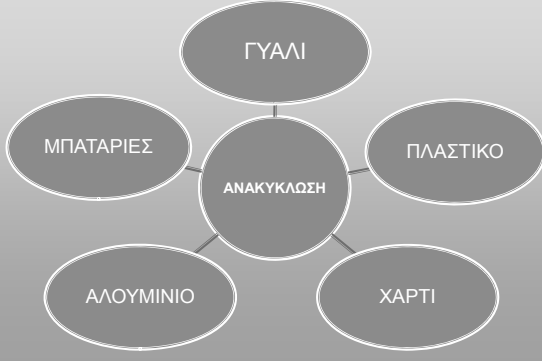 ΓΥΑΛΙ
ΜΠΑΤΑΡΙΕΣ
ΠΛΑΣΤΙΚΟ
ΑΝΑΚΥΚΛΩΣΗ
ΑΛΟΥΜΙΝΙΟ
ΧΑΡΤΙ